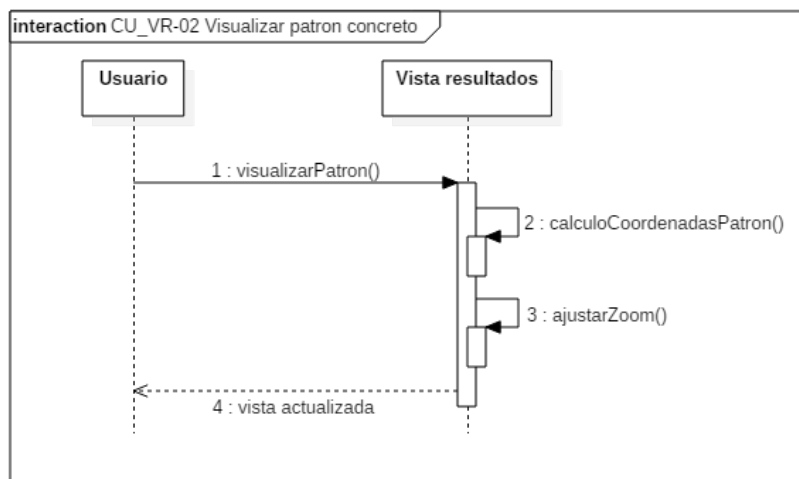 interaction CU_VR-02 Visualizar patron concreto
Usuario
Vista resultados
1 : visualizarPatron()
2 : calculoCoordenadasPatron()
3 : ajustarZoom()
4 : vista actualizada